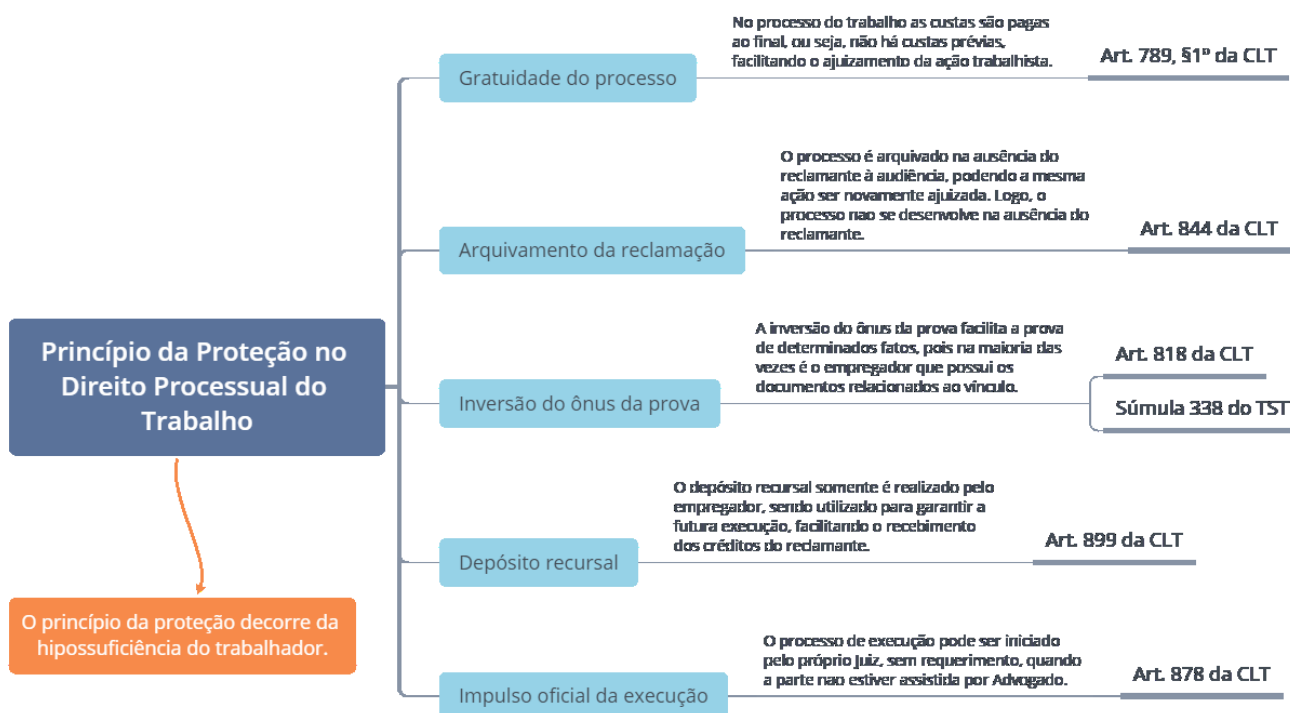 Princípio da Proteção no
Direito Processual do
Trabalho
O princípio da proteção decorre da
hipossuficiência do trabalhador.
Gratuidade do processo
No processo do trabalho as custas são pagas
ao final, ou seja, não há custas prévias,
facilitando o ajuizamento da ação trabalhista.
Art. 789, §1º da CLT
Arquivamento da reclamação
O processo é arquivado na ausência do
reclamante à audiência, podendo a mesma
ação ser novamente ajuizada. Logo, o
processo nao se desenvolve na ausência do
reclamante.
Art. 844 da CLT
Inversão do ônus da prova
A inversão do ônus da prova facilita a prova
de determinados fatos, pois na maioria das
vezes é o empregador que possui os
documentos relacionados ao vínculo.
Art. 818 da CLT
Súmula 338 do TST
Depósito recursal
O depósito recursal somente é realizado pelo
empregador, sendo utilizado para garantir a
futura execução, facilitando o recebimento
dos créditos do reclamante.
Art. 899 da CLT
Impulso oficial da execução
O processo de execução pode ser iniciado
pelo próprio Juiz, sem requerimento, quando
a parte nao estiver assistida por Advogado.
Art. 878 da CLT